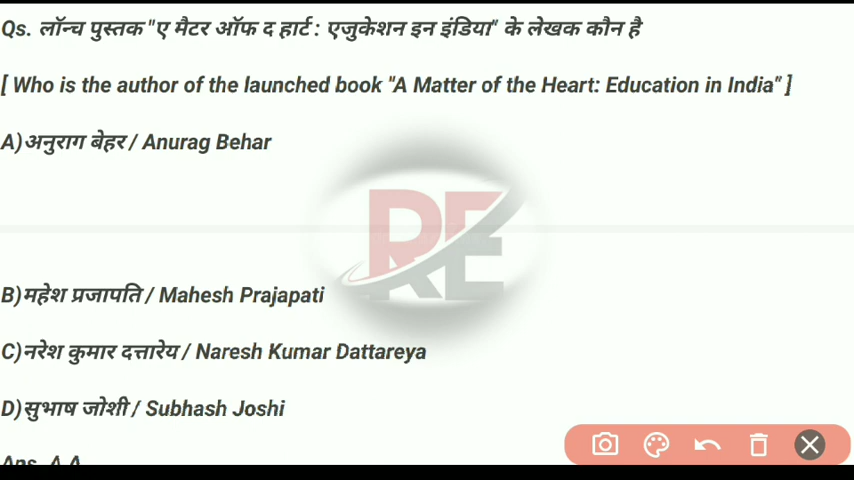 Qs. लॉन्च पुस्तक "ए मैटर ऑफ द हार्ट : एजुकेशन इन इंडिया" के लेखक कौन है
[ Who is the author of the launched book "A Matter of the Heart: Education in India" ]
A)अनुराग बेहर / Anurag Behar
RE
B)महेश प्रजापति / Mahesh Prajapati
C)नरेश कुमार दत्तारेय / Naresh Kumar Dattareya
D)सुभाष जोशी / Subhash Joshi
Ans. A A